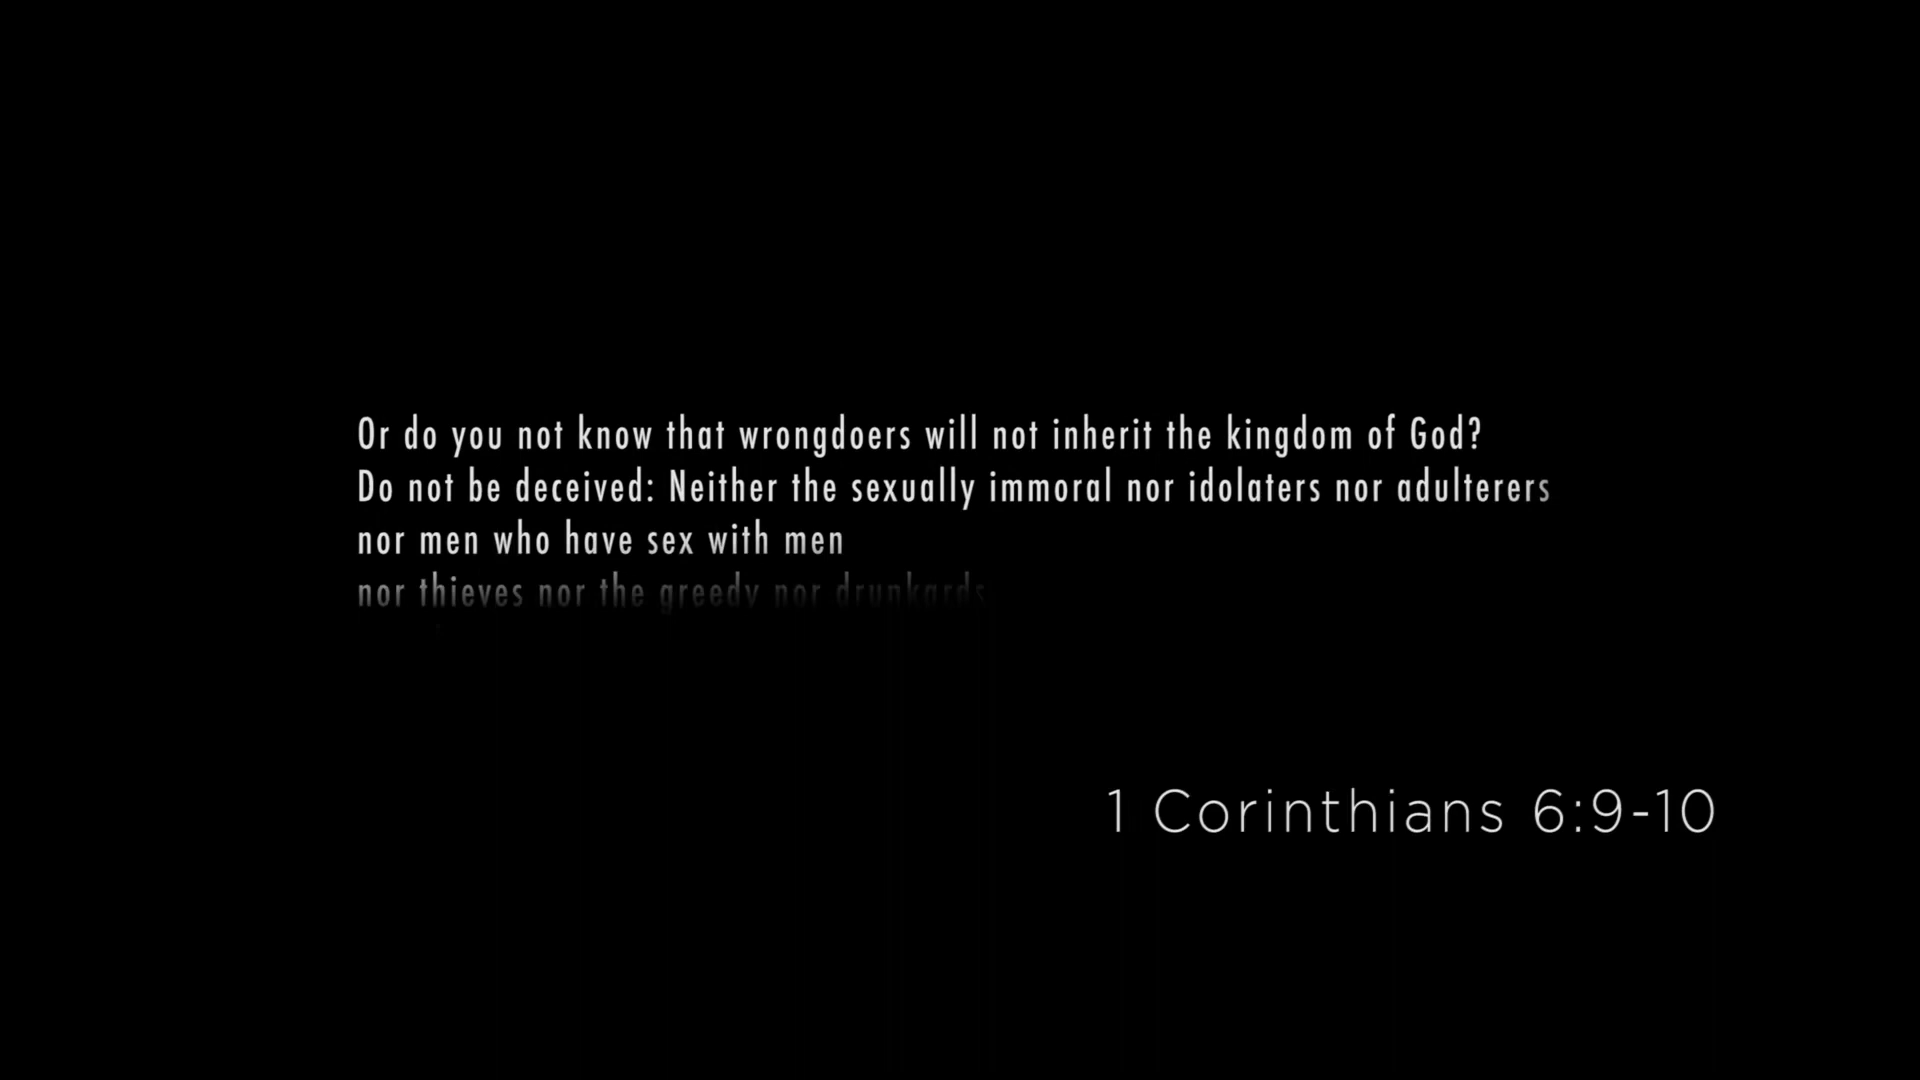 Or do you not know that wrongdoers will not inherit the kingdom of God?
Do not be deceived: Neither the sexually immoral nor idolaters nor adulterers
nor men who have sex with men
nor thieves nor the greedy nor drunkards
1 Corinthians 6:9-10